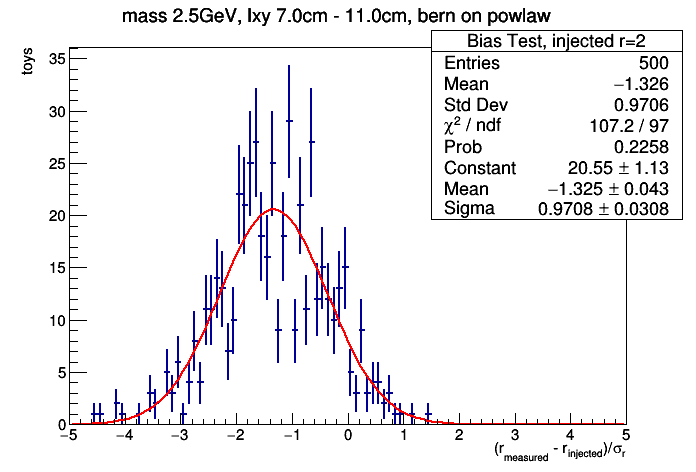 mass 2.5GeV, lxy 7.0cm - 11.0cm, bern on powlaw
Bias Test, injected r=2
Entries 500
Mean −1.326
Std Dev 0.9706
χ² / ndf 107.2 / 97
Prob 0.2258
Constant 20.55 ± 1.13
Mean −1.325 ± 0.043
Sigma 0.9708 ± 0.0308
toys
35
30
25
20
15
10
5
0
−5 −4 −3 −2 −1 0 1 2 3 4 5
(r_measured - r_injected)/σ_r